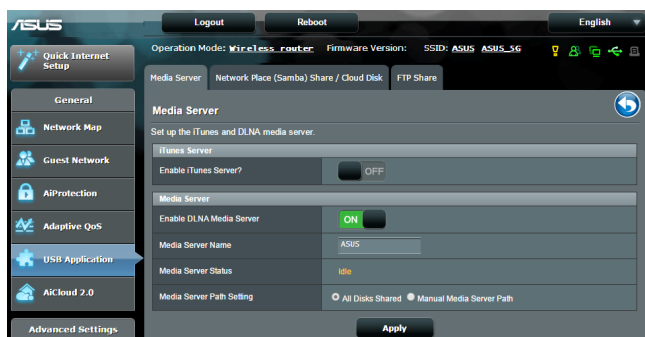 ASUS
Logout Reboot English
Quick Internet
Setup
Operation Mode: Wireless router Firmware Version: SSID: ASUS ASUS_5G
Media Server Network Place (Samba) Share / Cloud Disk FTP Share
General
Network Map
Guest Network
AiProtection
Adaptive QoS
USB Application
AiCloud 2.0
Advanced Settings
Media Server
Set up the iTunes and DLNA media server.
iTunes Server
Enable iTunes Server? OFF
Media Server
Enable DLNA Media Server ON
Media Server Name ASUS
Media Server Status Idle
Media Server Path Setting All Disks Shared Manual Media Server Path
Apply